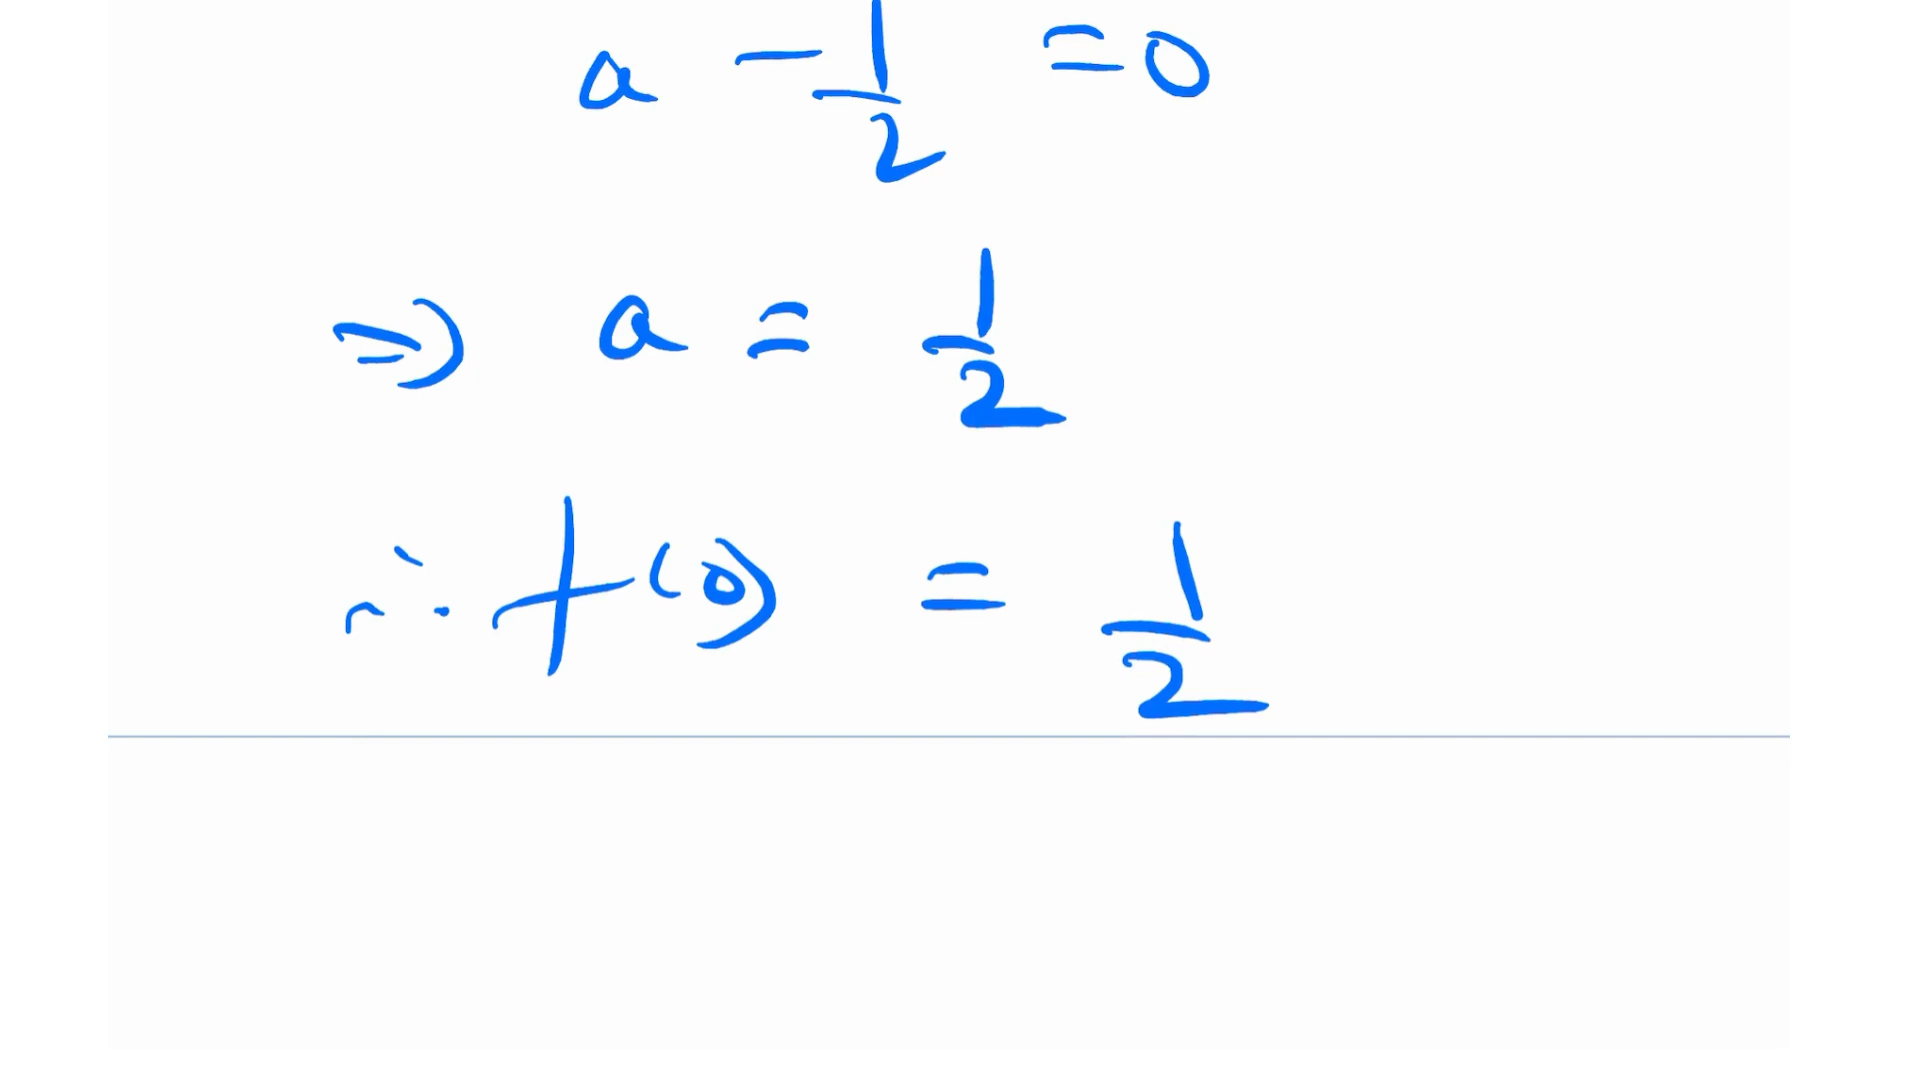 a - 1/2 = 0
⇒ a = 1/2
∴ f(0) = 1/2